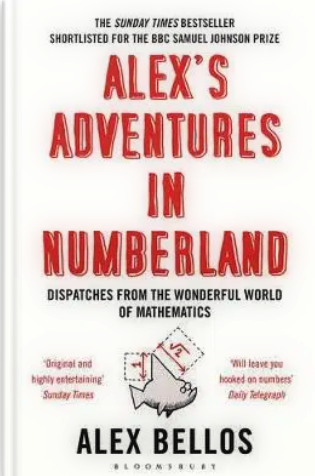 THE SUNDAY TIMES BESTSELLER
SHORTLISTED FOR THE BBC SAMUEL JOHNSON PRIZE
ALEX'S
ADVENTURES
IN
NUMBERLAND
DISPATCHES FROM THE WONDERFUL WORLD
OF MATHEMATICS
'Original and
highly entertaining'
Sunday Times
1
√2
'Will leave you
hooked on numbers'
Daily Telegraph
ALEX BELLOS
BLOOMSBURY